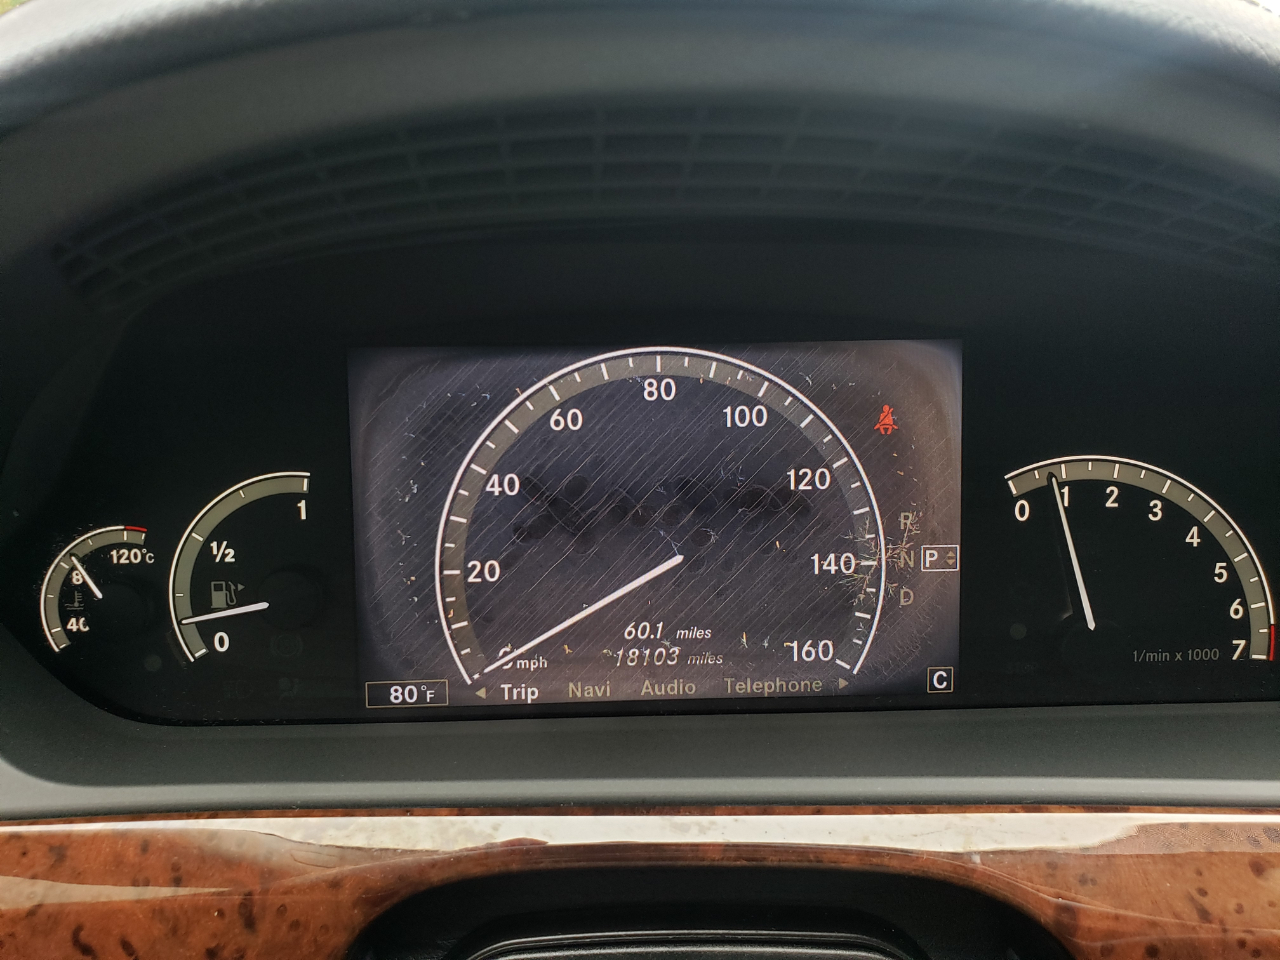 120°C
8
40
1
½
0
20
40
60
80
100
120
140
160
mph
60.1 miles
18103 miles
80°F
Trip Navi Audio Telephone
R
N P
D
C
0 1 2 3 4 5 6 7
1/min x 1000